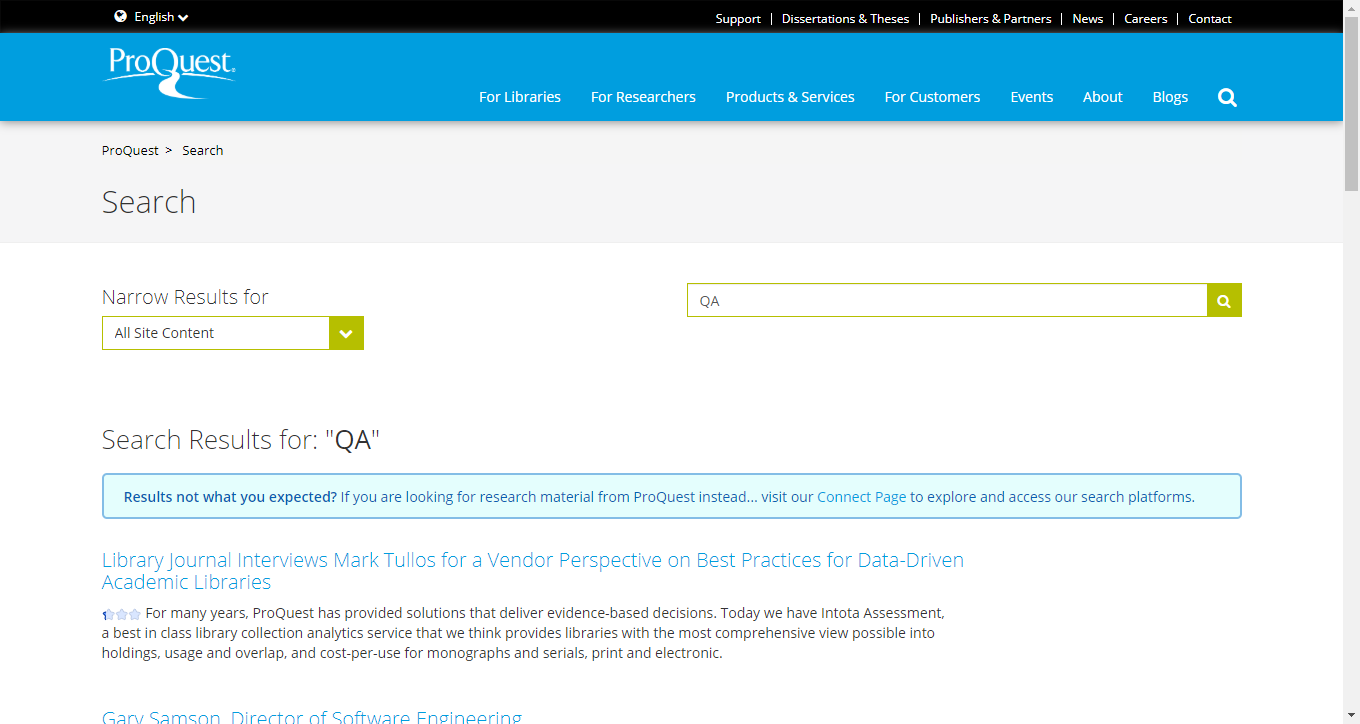 English
Support | Dissertations & Theses | Publishers & Partners | News | Careers | Contact
ProQuest
For Libraries For Researchers Products & Services For Customers Events About Blogs
ProQuest > Search
Search
Narrow Results for
QA
All Site Content
Search Results for: "QA"
Results not what you expected? If you are looking for research material from ProQuest instead... visit our Connect Page to explore and access our search platforms.
Library Journal Interviews Mark Tullos for a Vendor Perspective on Best Practices for Data-Driven
Academic Libraries
For many years, ProQuest has provided solutions that deliver evidence-based decisions. Today we have Intota Assessment,
a best in class library collection analytics service that we think provides libraries with the most comprehensive view possible into
holdings, usage and overlap, and cost-per-use for monographs and serials, print and electronic.
Gary Samson, Director of Software Engineering